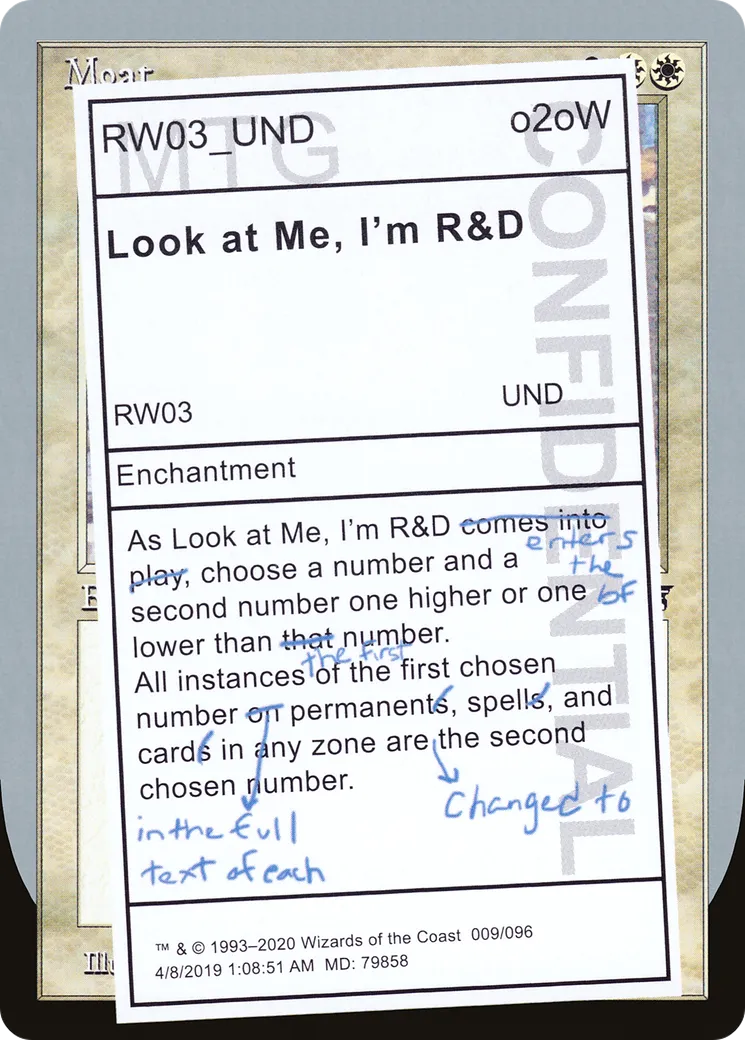 Moat
RW03_UND
o2oW
MTG
CONFIDENTIAL
Look at Me, I'm R&D
RW03
UND
Enchantment
As Look at Me, I'm R&D comes into
enters
play, choose a number and a
the
second number one higher or one of
lower than that number.
the first
All instances of the first chosen
number on permanents, spells, and
cards in any zone are the second
chosen number.
changed to
in the full
text of each
™ & © 1993–2020 Wizards of the Coast 009/096
4/8/2019 1:08:51 AM MD: 79858